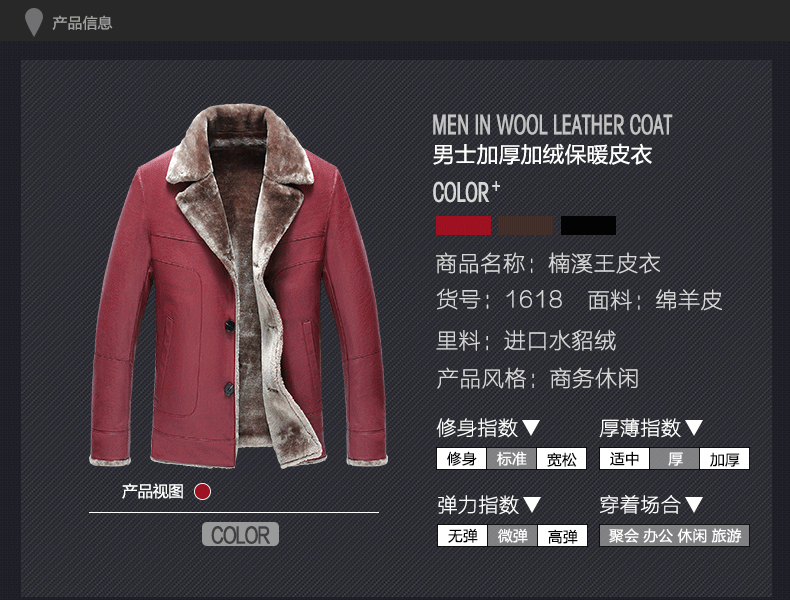 产品信息
MEN IN WOOL LEATHER COAT
男士加厚加绒保暖皮衣
COLOR+
商品名称：楠溪王皮衣
货号：1618 面料：绵羊皮
里料：进口水貂绒
产品风格：商务休闲
修身指数▼ 厚薄指数▼
修身 标准 宽松 适中 厚 加厚
弹力指数▼ 穿着场合▼
无弹 微弹 高弹 聚会 办公 休闲 旅游
产品视图
COLOR